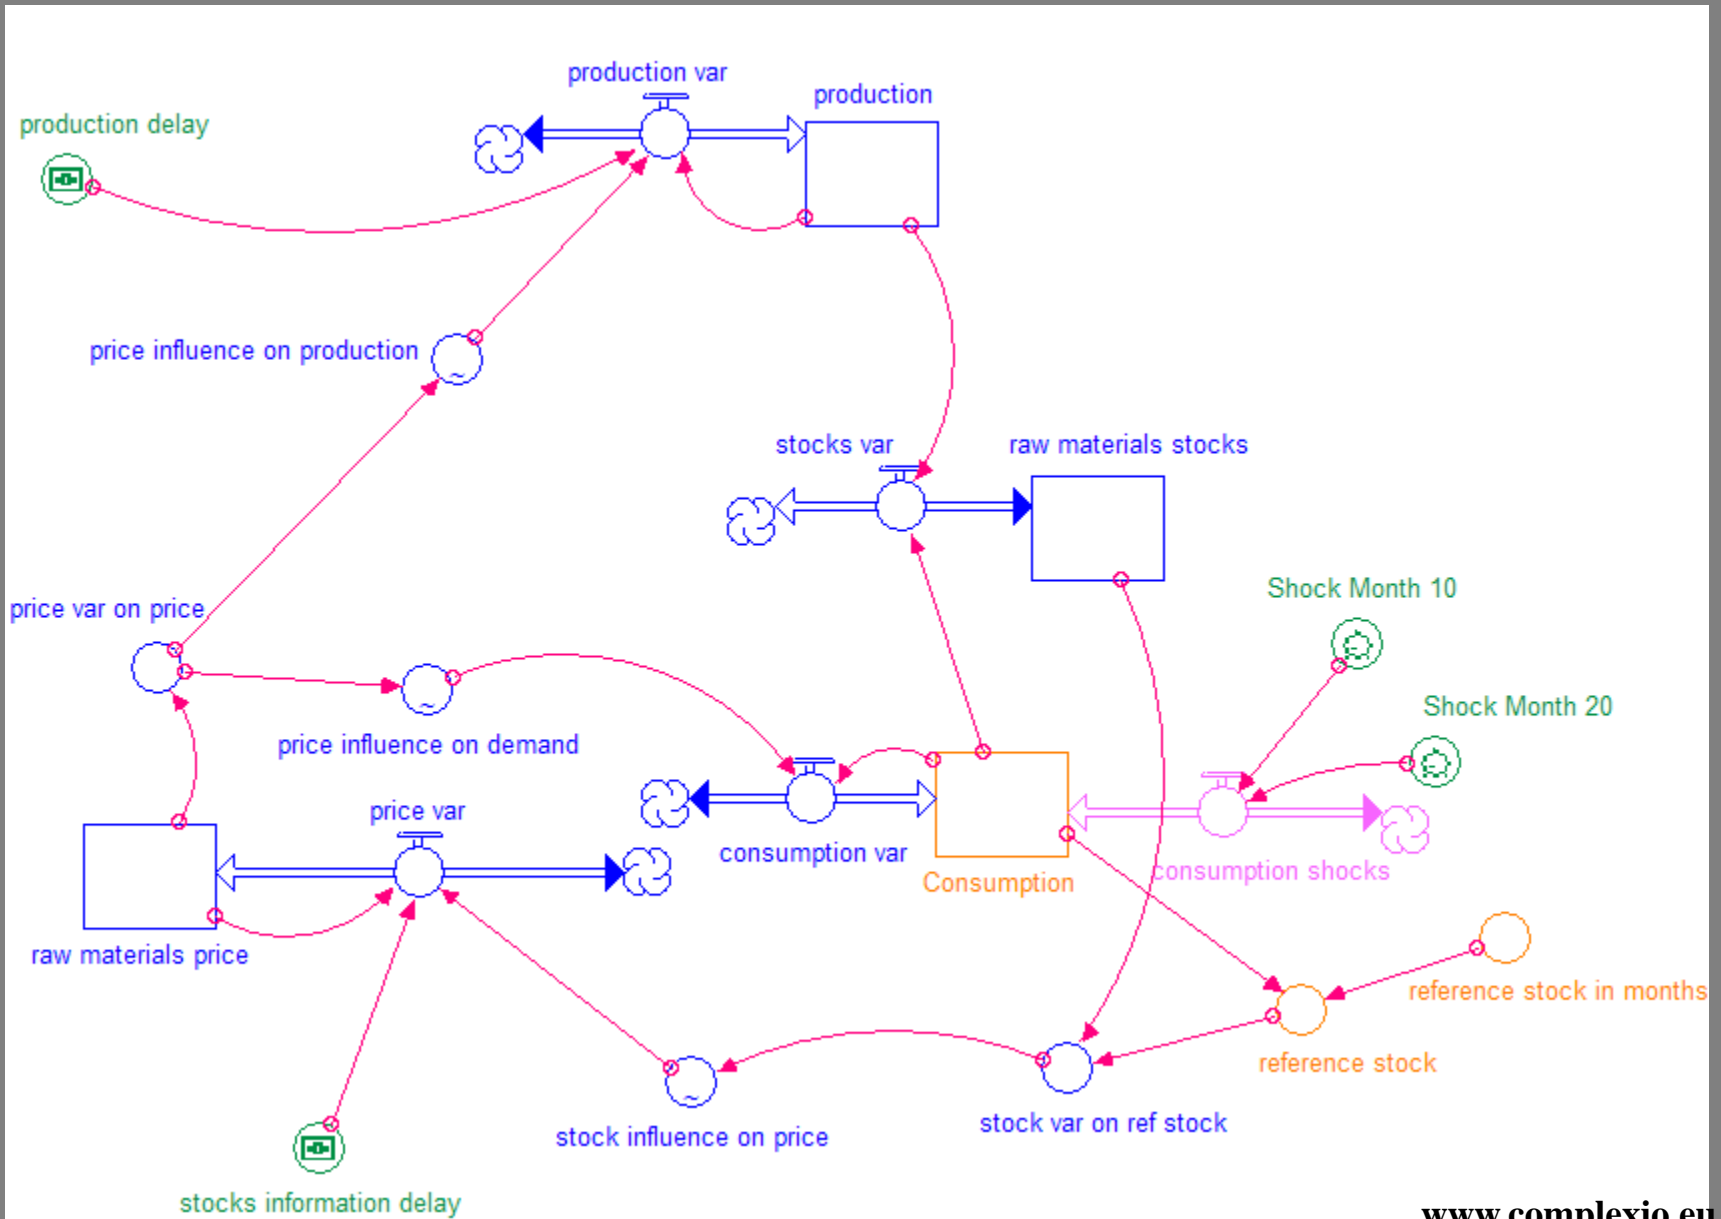 production var
production
production delay
price influence on production
stocks var
raw materials stocks
Shock Month 10
price var on price
Shock Month 20
price influence on demand
price var
consumption var
Consumption
consumption shocks
raw materials price
reference stock in months
reference stock
stock var on ref stock
stock influence on price
stocks information delay
www.complexio.eu